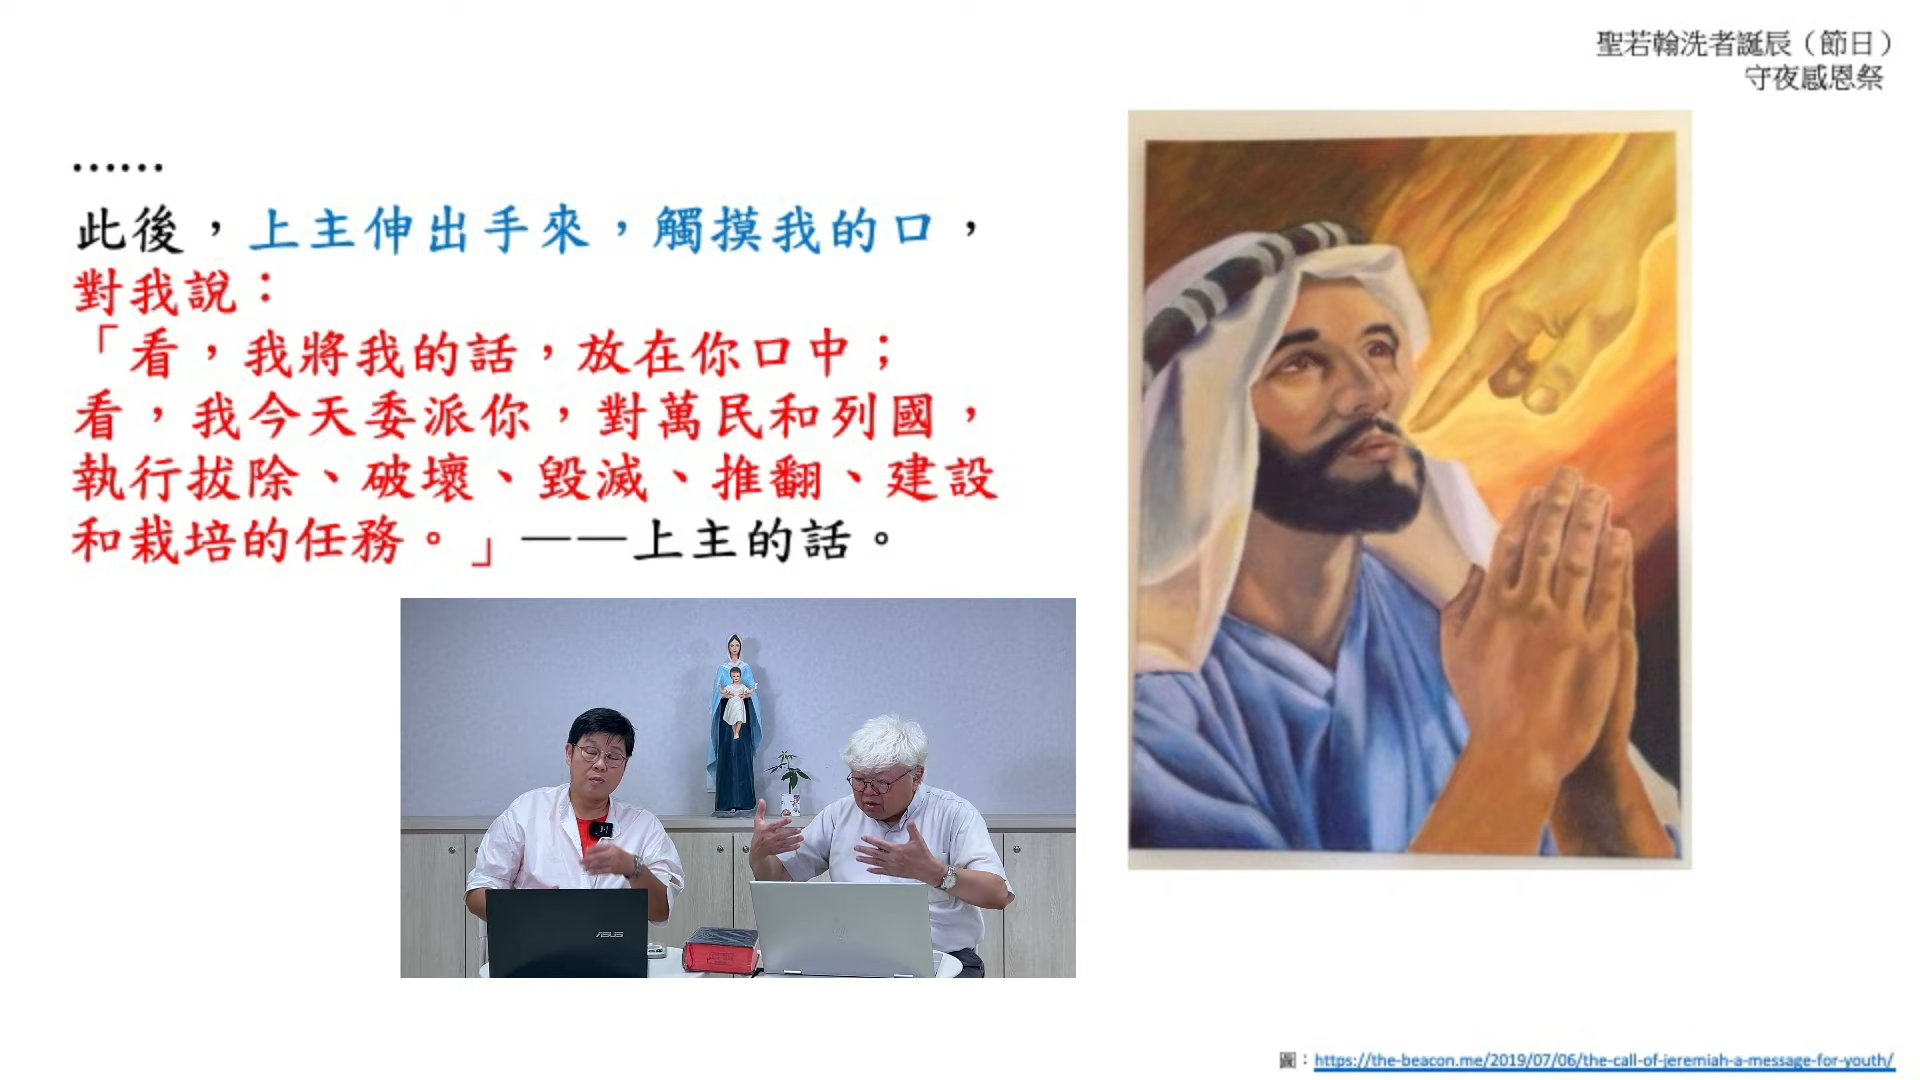 聖若翰洗者誕辰（節日）
守夜感恩祭
……
此後，上主伸出手來，觸摸我的口，
對我說：
「看，我將我的話，放在你口中；
看，我今天委派你，對萬民和列國，
執行拔除、破壞、毀滅、推翻、建設
和栽培的任務。」——上主的話。
ASUS
圖：https://the-beacon.me/2019/07/06/the-call-of-jeremiah-a-message-for-youth/